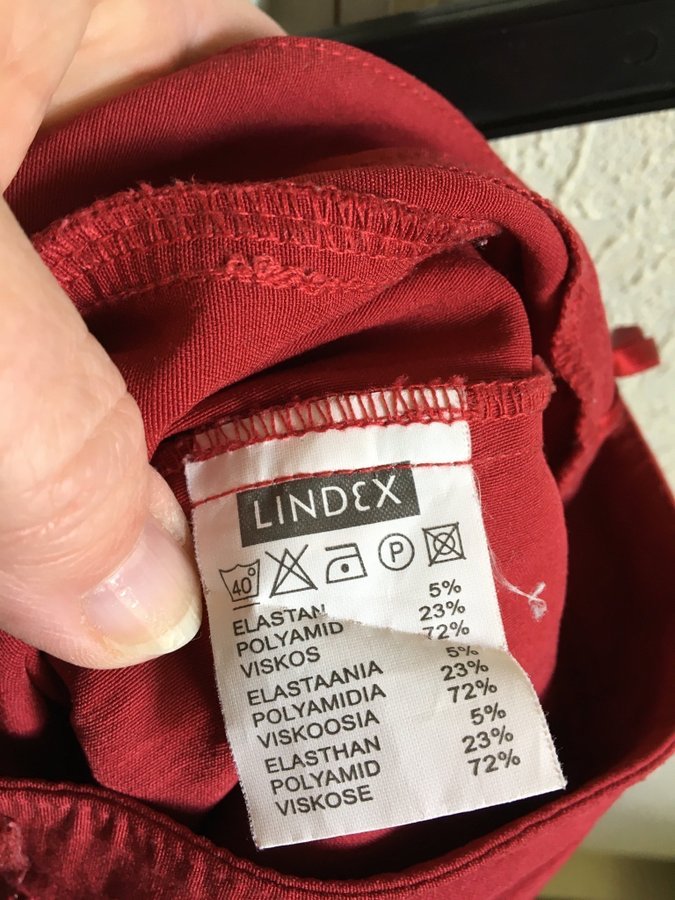 LINDEX
40° P
ELASTAN 5%
POLYAMID 23%
VISKOS 72%
ELASTAANIA 5%
POLYAMIDIA 23%
VISKOOSIA 72%
ELASTHAN 5%
POLYAMID 23%
VISKOSE 72%